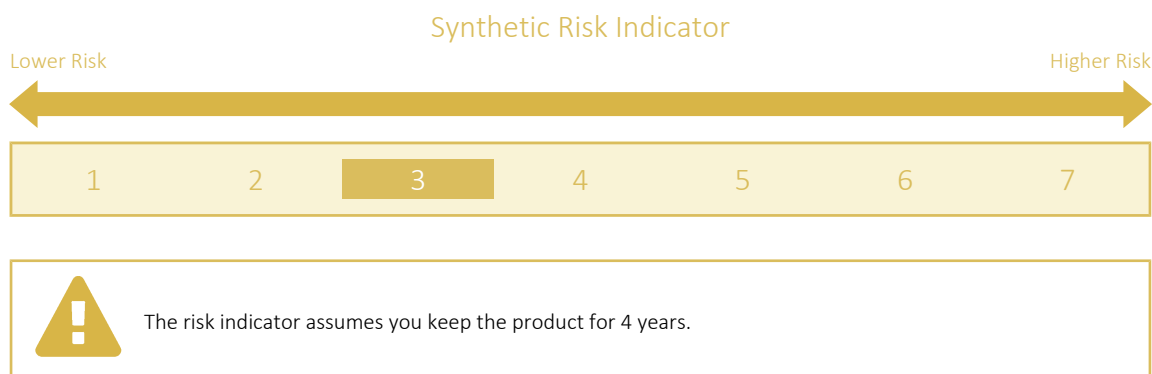 Synthetic Risk Indicator
Lower Risk Higher Risk
1 2 3 4 5 6 7
The risk indicator assumes you keep the product for 4 years.